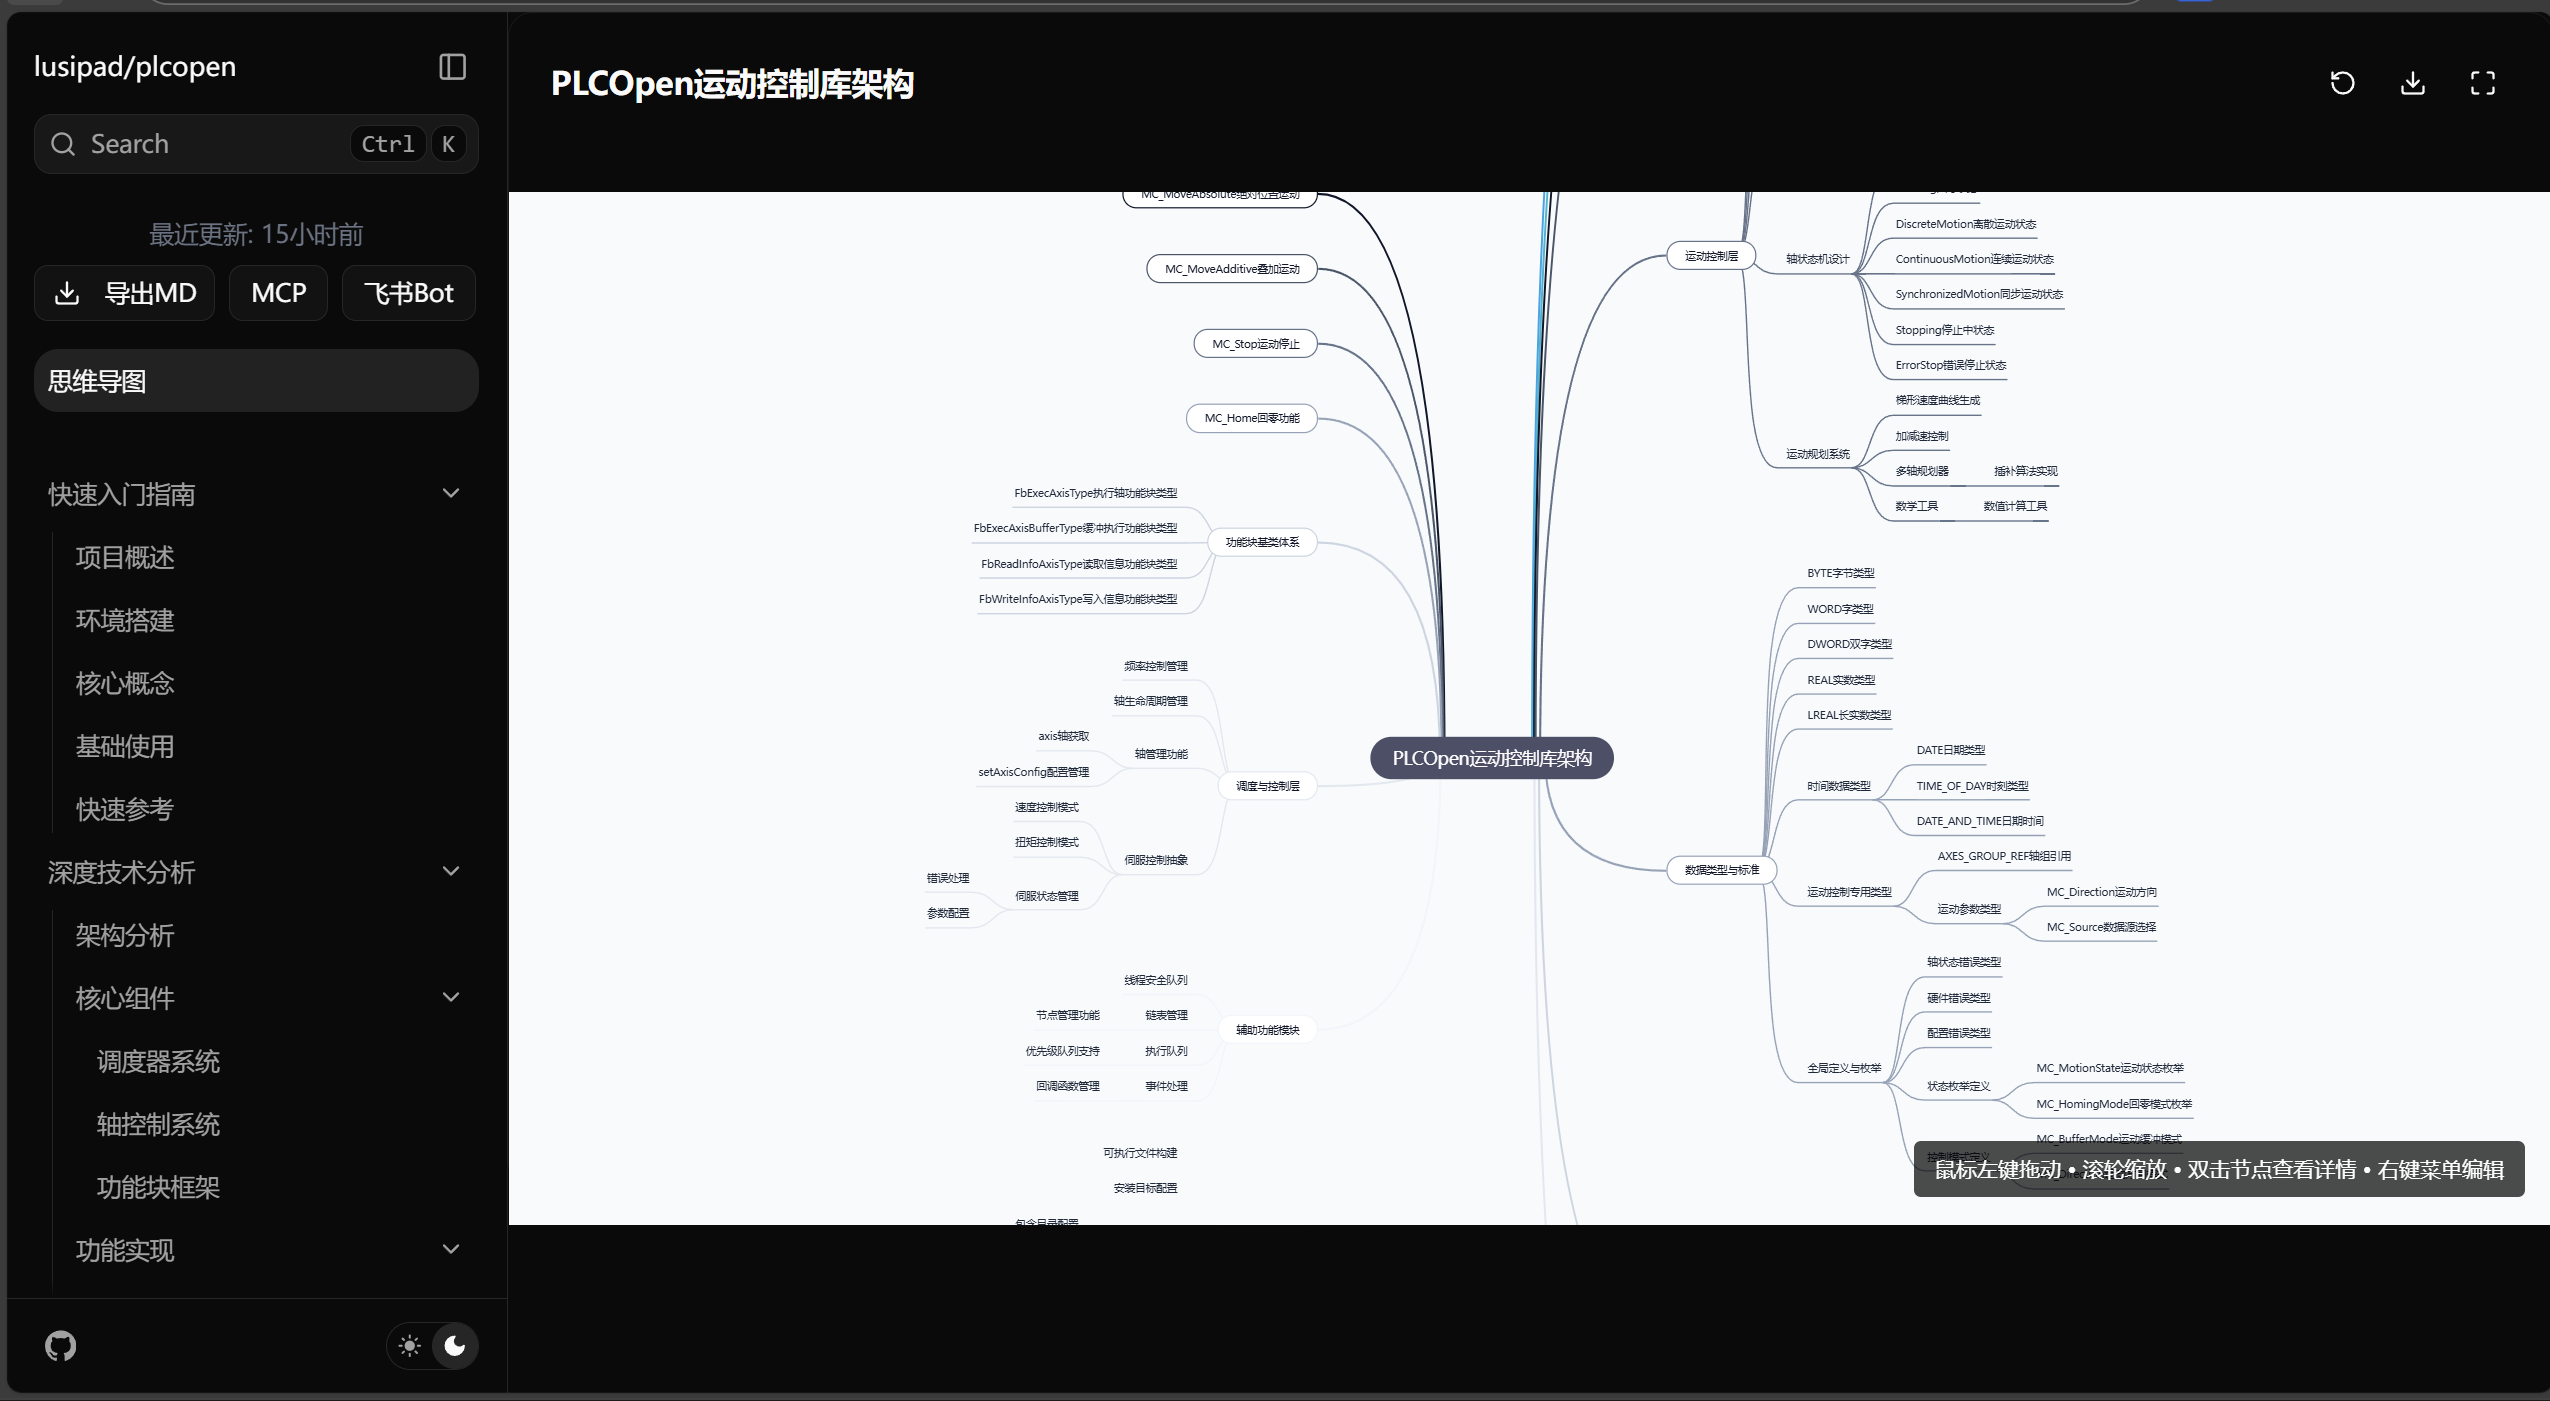 lusipad/plcopen
Search
Ctrl K
最近更新: 15小时前
导出MD
MCP
飞书Bot
思维导图
快速入门指南
项目概述
环境搭建
核心概念
基础使用
快速参考
深度技术分析
架构分析
核心组件
调度器系统
轴控制系统
功能块框架
功能实现
PLCOpen运动控制库架构
MC_MoveAbsolute绝对位置运动
MC_MoveAdditive叠加运动
MC_Stop运动停止
MC_Home回零功能
FbExecAxisType执行轴功能块类型
FbExecAxisBufferType缓冲执行功能块类型
FbReadInfoAxisType读取信息功能块类型
FbWriteInfoAxisType写入信息功能块类型
功能块基类体系
频率控制管理
轴生命周期管理
axis轴获取
setAxisConfig配置管理
轴管理功能
速度控制模式
扭矩控制模式
错误处理
参数配置
伺服状态管理
伺服控制抽象
调度与控制层
线程安全队列
节点管理功能
链表管理
优先级队列支持
执行队列
回调函数管理
事件处理
辅助功能模块
可执行文件构建
安装目标配置
包含目录配置
PLCOpen运动控制库架构
运动控制层
轴状态机设计
DiscreteMotion离散运动状态
ContinuousMotion连续运动状态
SynchronizedMotion同步运动状态
Stopping停止中状态
ErrorStop错误停止状态
运动规划系统
梯形速度曲线生成
加减速控制
多轴规划器
插补算法实现
数学工具
数值计算工具
数据类型与标准
BYTE字节类型
WORD字类型
DWORD双字类型
REAL实数类型
LREAL长实数类型
时间数据类型
DATE日期类型
TIME_OF_DAY时刻类型
DATE_AND_TIME日期时间
运动控制专用类型
AXES_GROUP_REF轴组引用
运动参数类型
MC_Direction运动方向
MC_Source数据源选择
全局定义与枚举
轴状态错误类型
硬件错误类型
配置错误类型
状态枚举定义
MC_MotionState运动状态枚举
MC_HomingMode回零模式枚举
控制模式定义
MC_BufferMode运动缓冲模式
鼠标左键拖动 • 滚轮缩放 • 双击节点查看详情 • 右键菜单编辑